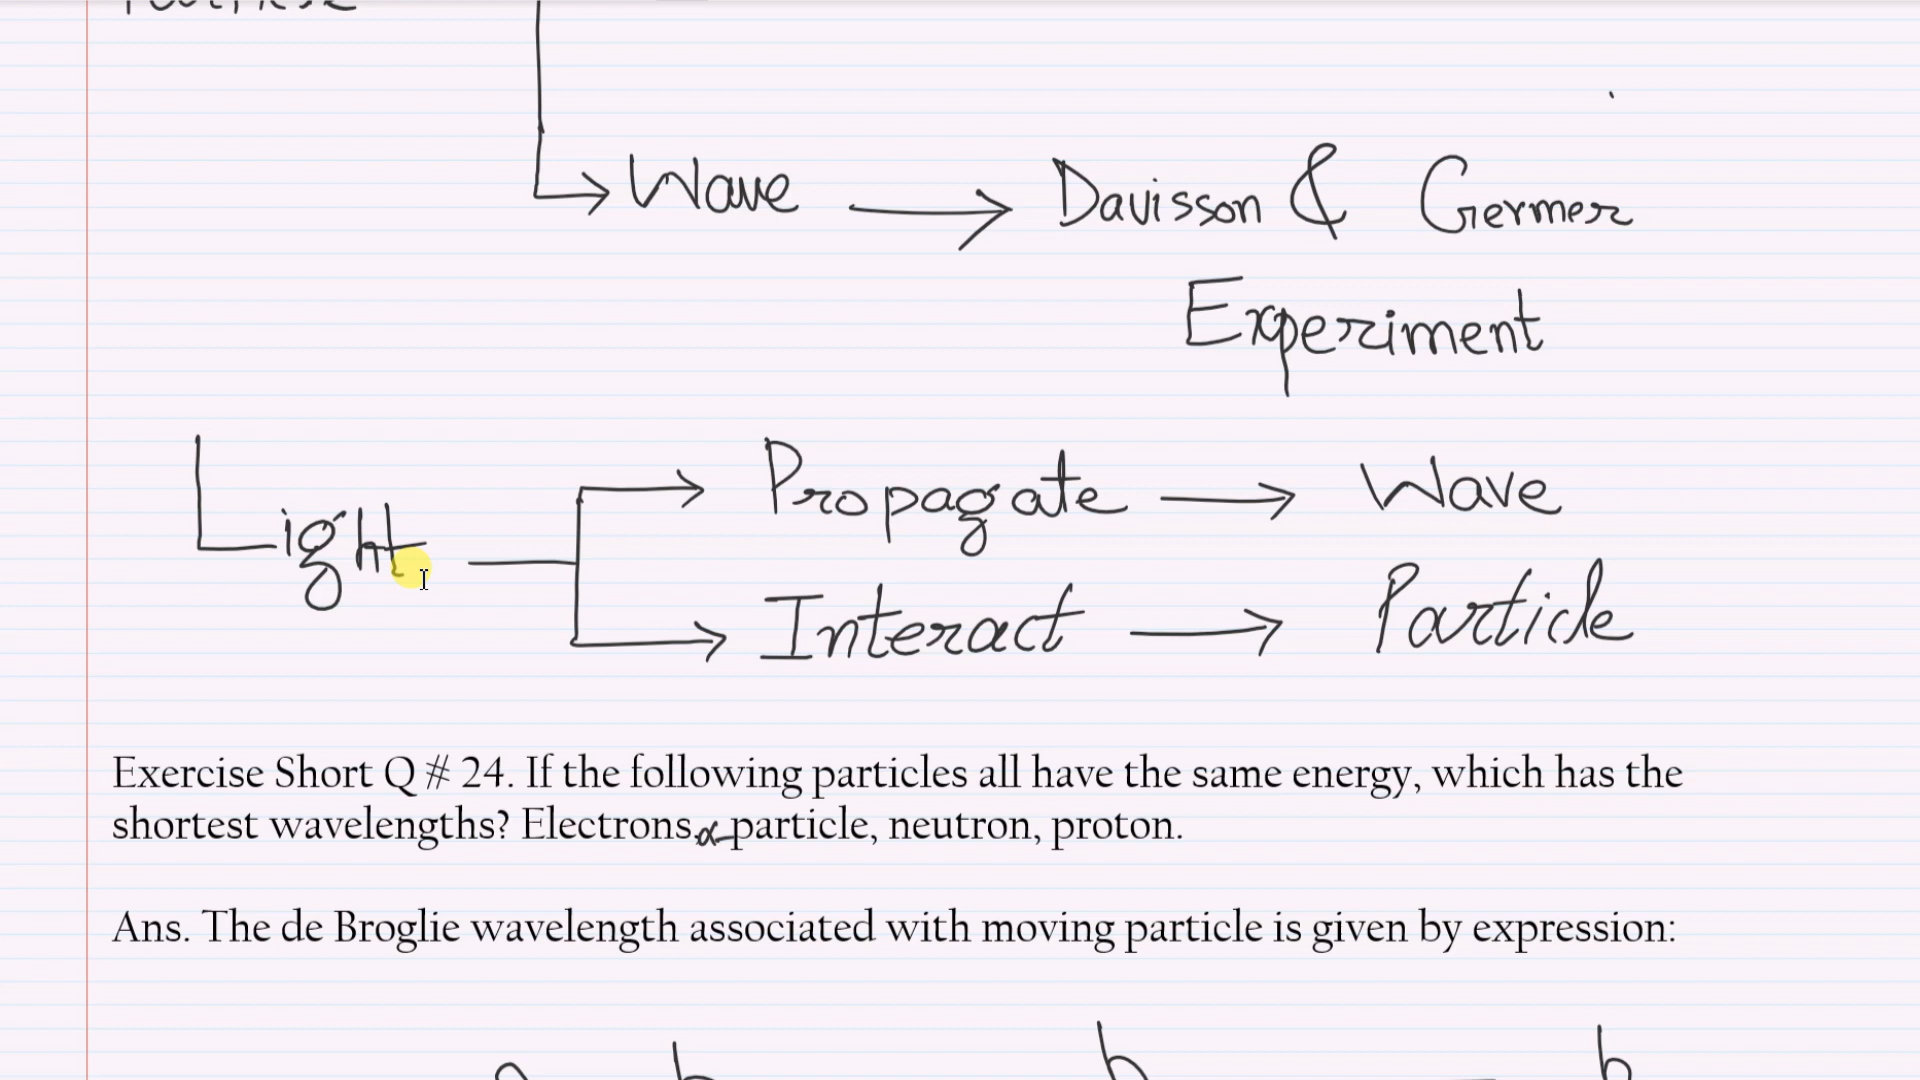 Wave → Davisson & Germer
Experiment
Light → Propagate → Wave
→ Interact → Particle
Exercise Short Q # 24. If the following particles all have the same energy, which has the
shortest wavelengths? Electrons, α-particle, neutron, proton.
Ans. The de Broglie wavelength associated with moving particle is given by expression: